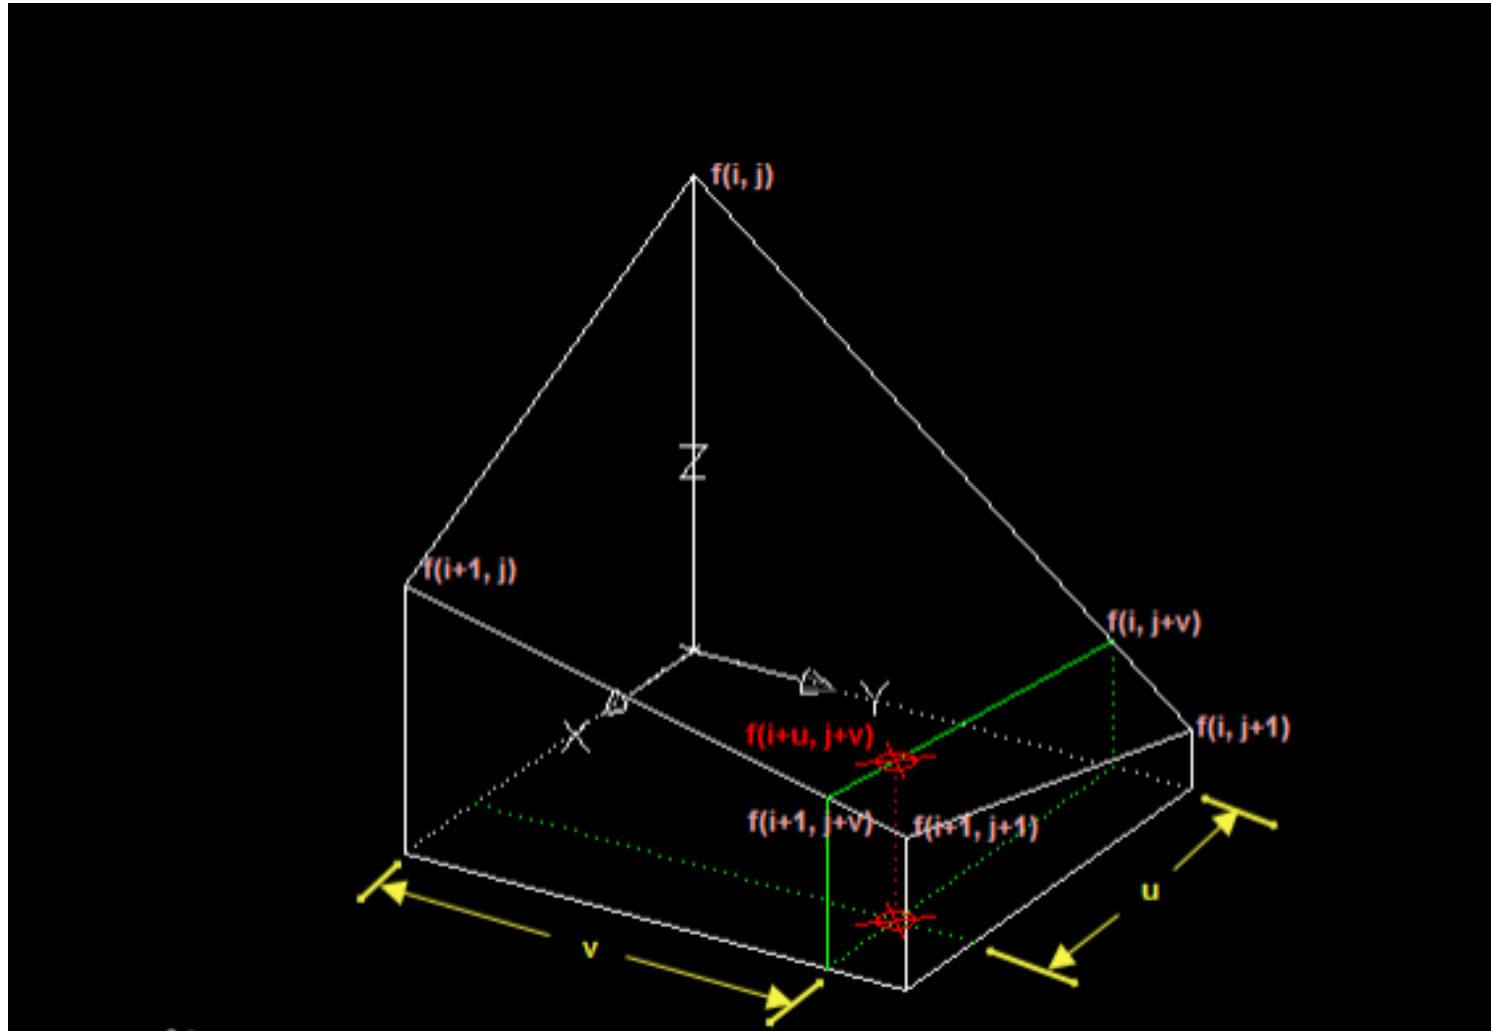 f(i, j)
Z
f(i+1, j)
f(i, j+v)
Y
X
f(i+u, j+v)
f(i, j+1)
f(i+1, j+v)
f(i+1, j+1)
u
v